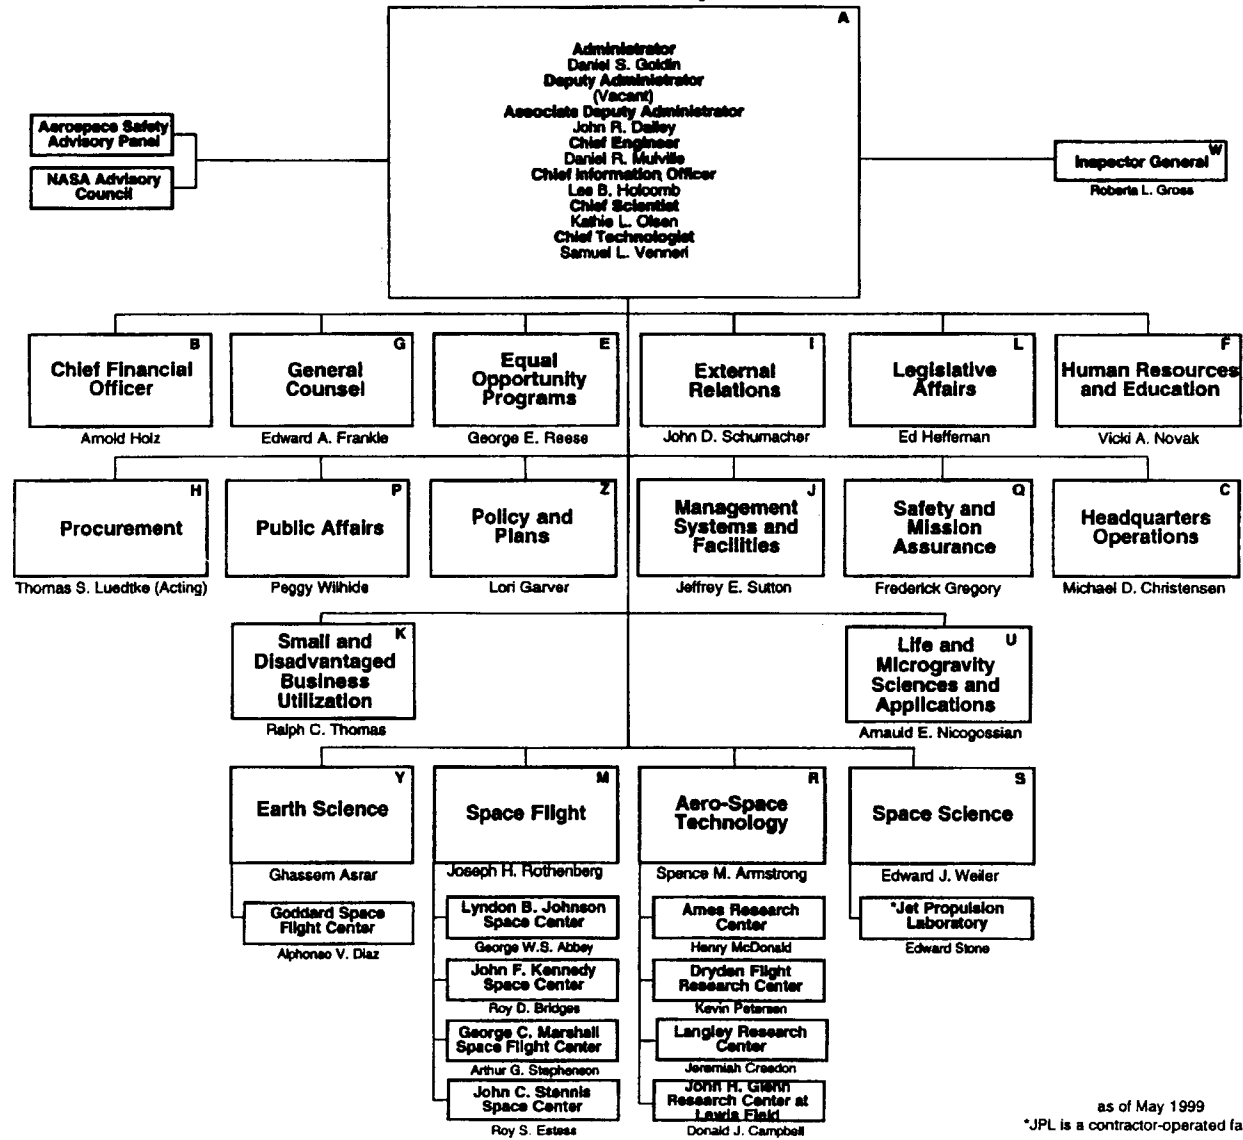 A
Administrator
Daniel S. Goldin
Deputy Administrator
(Vacant)
Associate Deputy Administrator
John R. Dailey
Chief Engineer
Daniel R. Mulville
Chief Information Officer
Lee B. Holcomb
Chief Scientist
Kathie L. Olsen
Chief Technologist
Samuel L. Venneri
Aerospace Safety
Advisory Panel
NASA Advisory
Council
W
Inspector General
Roberta L. Gross
B
Chief Financial
Officer
Arnold Holz
G
General
Counsel
Edward A. Frankle
E
Equal
Opportunity
Programs
George E. Reese
I
External
Relations
John D. Schumacher
L
Legislative
Affairs
Ed Heffernan
F
Human Resources
and Education
Vicki A. Novak
H
Procurement
Thomas S. Luedtke (Acting)
P
Public Affairs
Peggy Wilhide
Z
Policy and
Plans
Lori Garver
J
Management
Systems and
Facilities
Jeffrey E. Sutton
Q
Safety and
Mission
Assurance
Frederick Gregory
C
Headquarters
Operations
Michael D. Christensen
K
Small and
Disadvantaged
Business
Utilization
Ralph C. Thomas
U
Life and
Microgravity
Sciences and
Applications
Arnauld E. Nicogossian
Y
Earth Science
Ghassem Asrar
Goddard Space
Flight Center
Alphonso V. Diaz
M
Space Flight
Joseph H. Rothenberg
Lyndon B. Johnson
Space Center
George W.S. Abbey
John F. Kennedy
Space Center
Roy D. Bridges
George C. Marshall
Space Flight Center
Arthur G. Stephenson
John C. Stennis
Space Center
Roy S. Estess
R
Aero-Space
Technology
Spence M. Armstrong
Ames Research
Center
Henry McDonald
Dryden Flight
Research Center
Kevin Petersen
Langley Research
Center
Jeremiah Creedon
John H. Glenn
Research Center at
Lewis Field
Donald J. Campbell
S
Space Science
Edward J. Weiler
*Jet Propulsion
Laboratory
Edward Stone
as of May 1999
*JPL is a contractor-operated fa